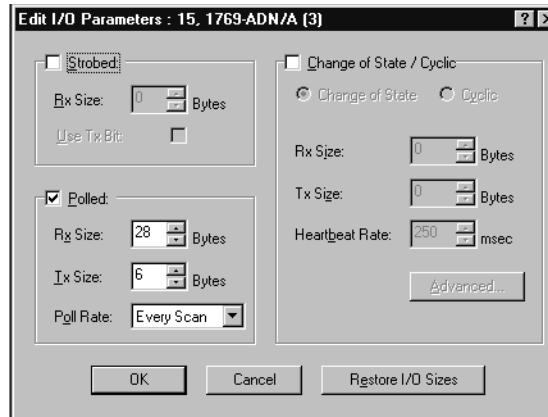 Edit I/O Parameters : 15, 1769-ADN/A (3)
Strobed:
Rx Size: 0 Bytes
Use Tx Bit:
Polled:
Rx Size: 28 Bytes
Tx Size: 6 Bytes
Poll Rate: Every Scan
Change of State / Cyclic
Change of State Cyclic
Rx Size: 0 Bytes
Tx Size: 0 Bytes
Heartbeat Rate: 250 msec
Advanced...
OK Cancel Restore I/O Sizes